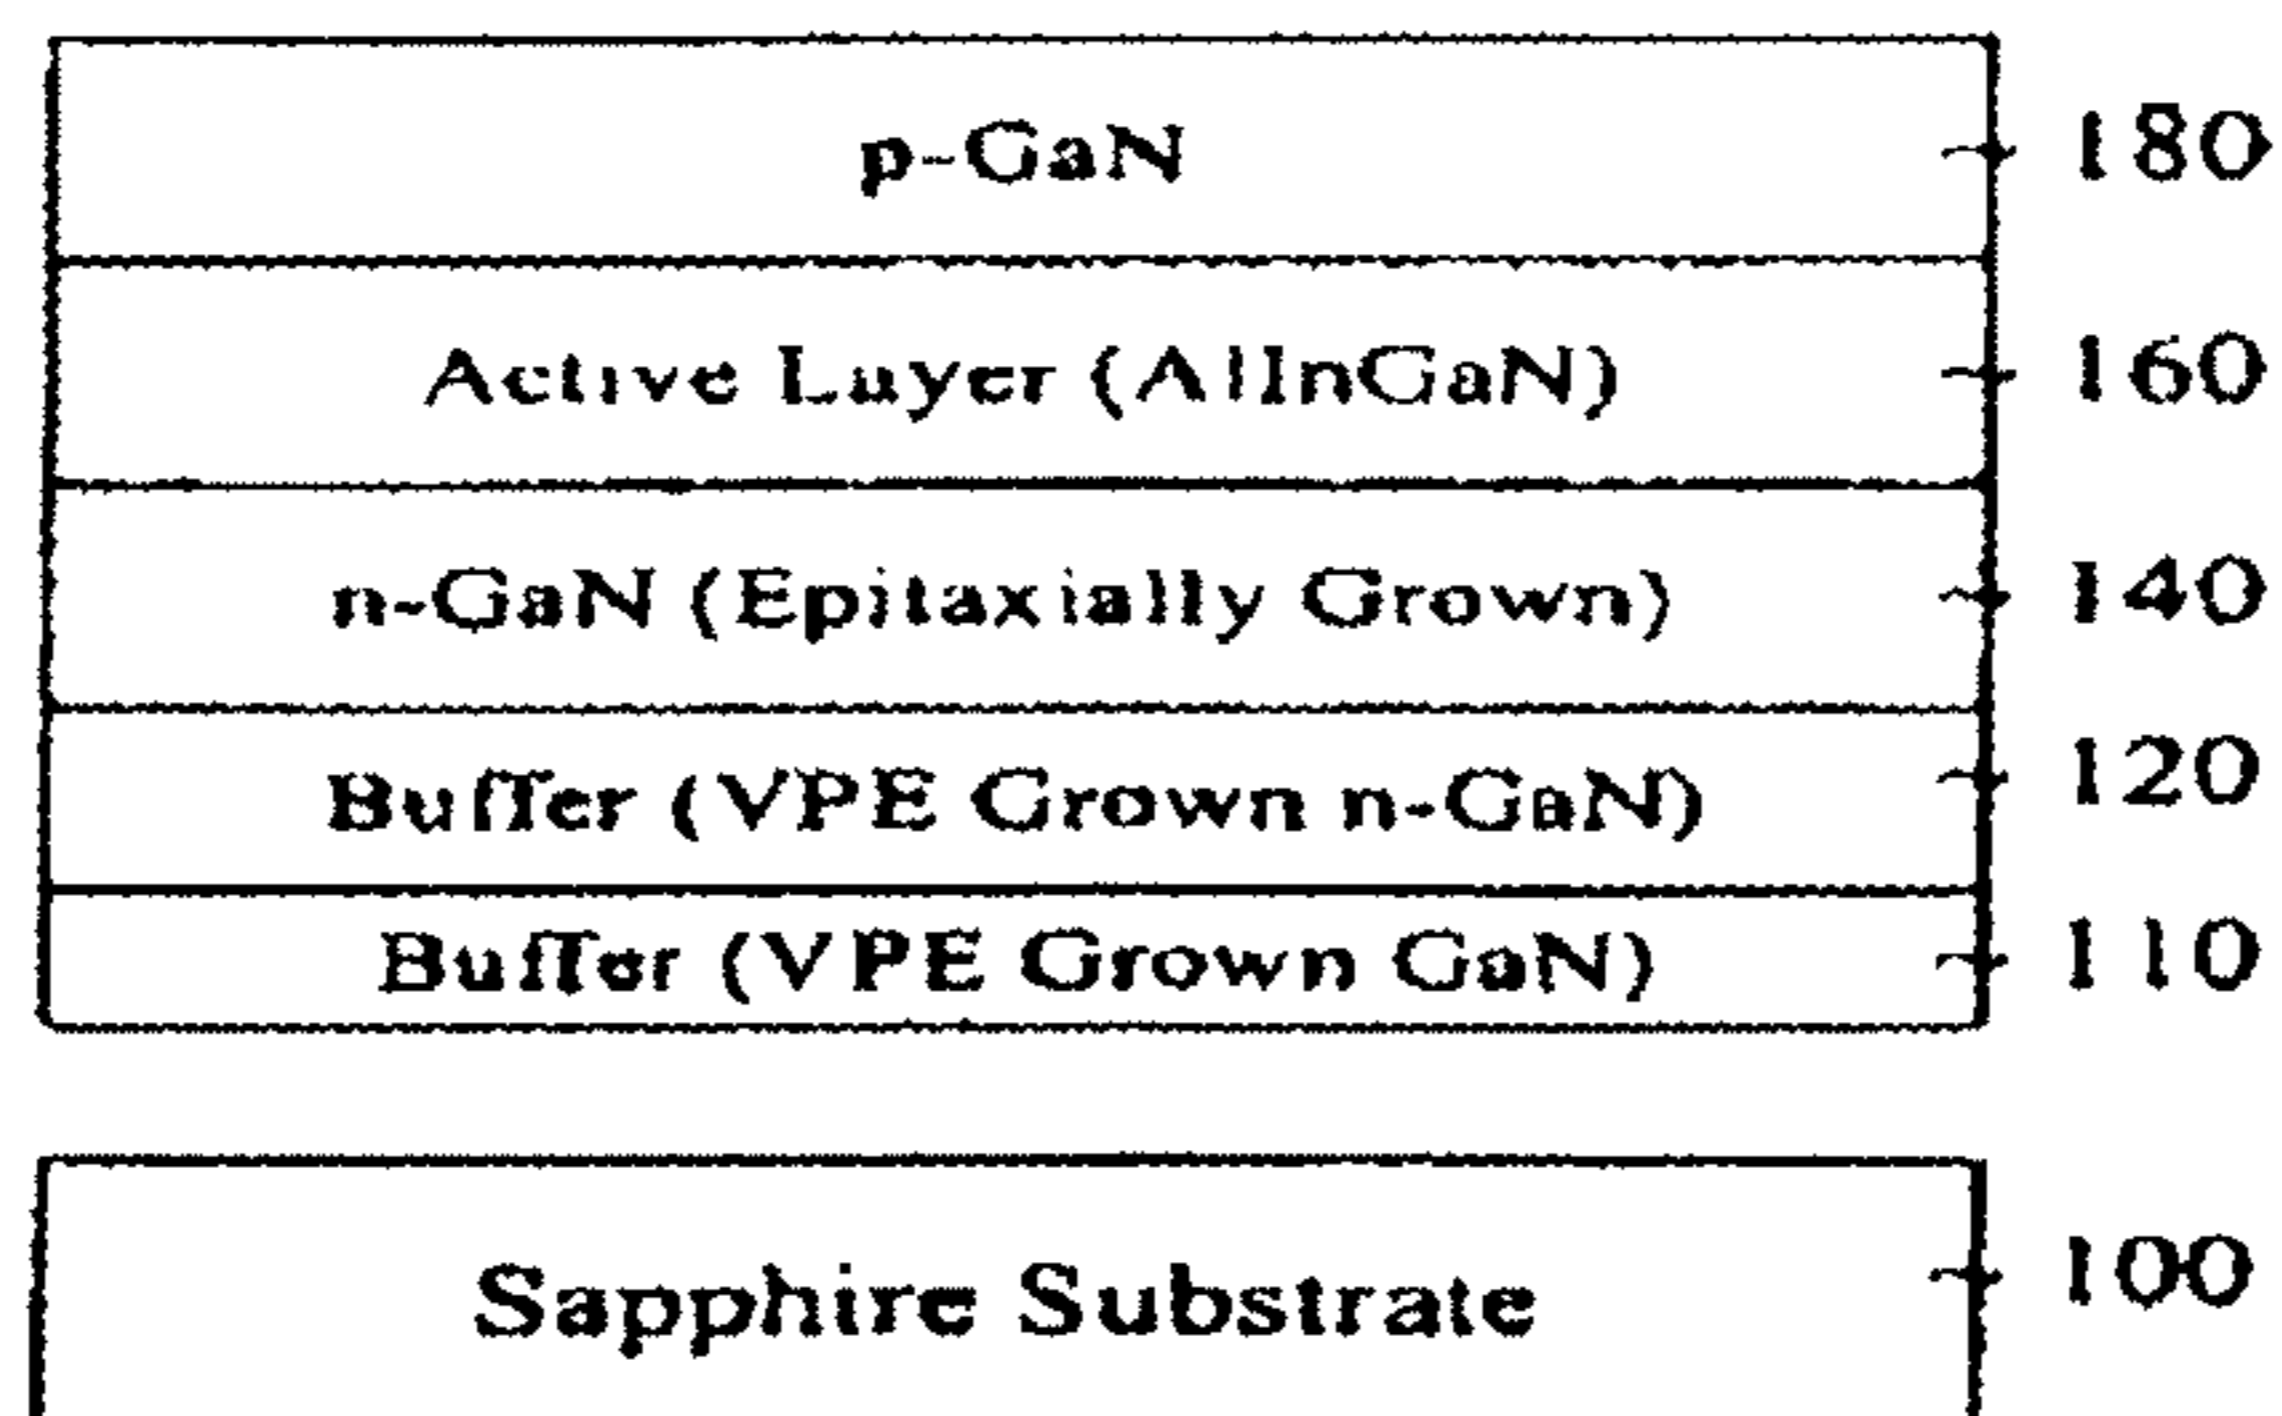 p-GaN 180
Active Layer (AlInGaN) 160
n-GaN (Epitaxially Grown) 140
Buffer (VPE Grown n-GaN) 120
Buffer (VPE Grown GaN) 110
Sapphire Substrate 100